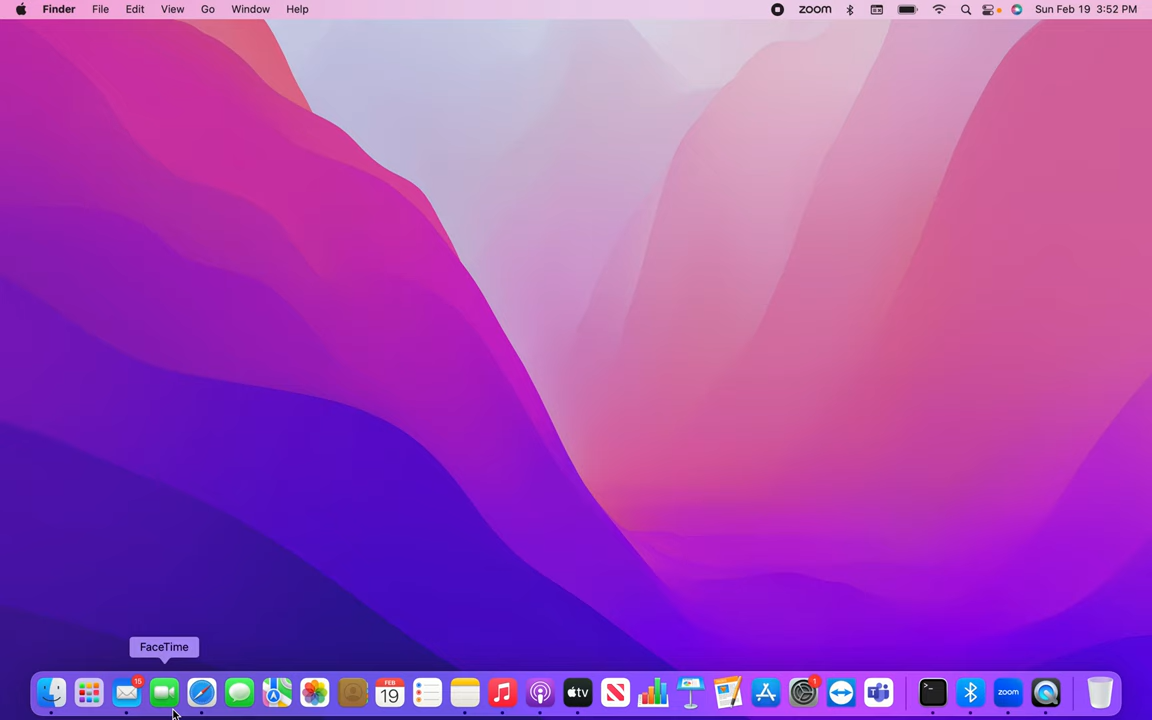 Finder File Edit View Go Window Help zoom Sun Feb 19 3:52 PM
FaceTime
15 FEB 19 tv 1 zoom